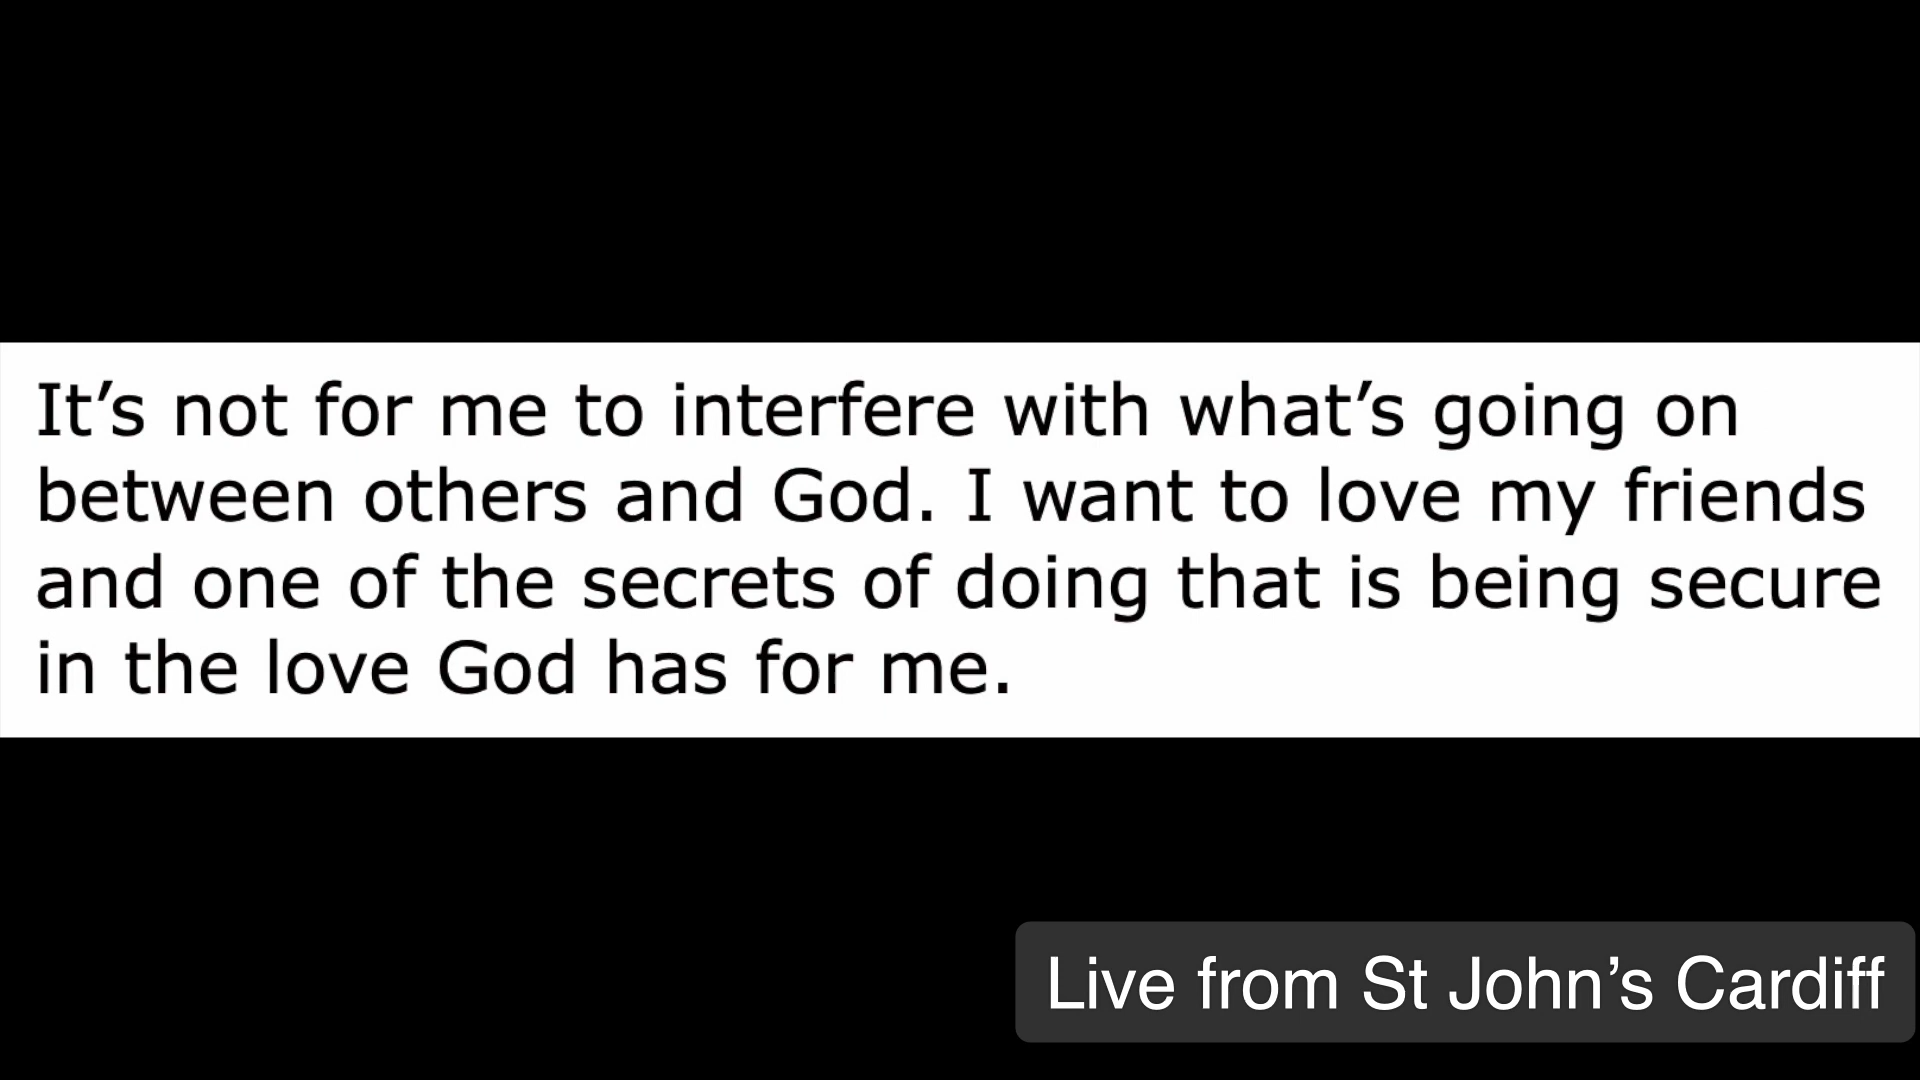 It’s not for me to interfere with what’s going on
between others and God. I want to love my friends
and one of the secrets of doing that is being secure
in the love God has for me.
Live from St John’s Cardiff